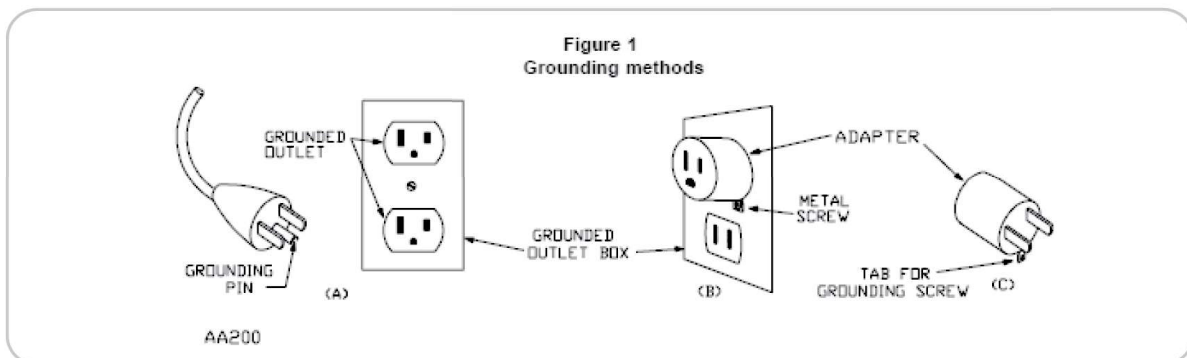 Figure 1
Grounding methods
GROUNDED
OUTLET
GROUNDING
PIN
(A)
AA200
GROUNDED
OUTLET BOX
ADAPTER
METAL
SCREW
(B)
TAB FOR
GROUNDING SCREW
(C)